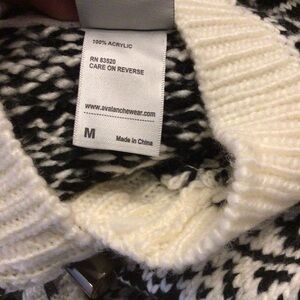 100% ACRYLIC
RN 83520
CARE ON REVERSE
www.avalanchewear.com
M
Made in China